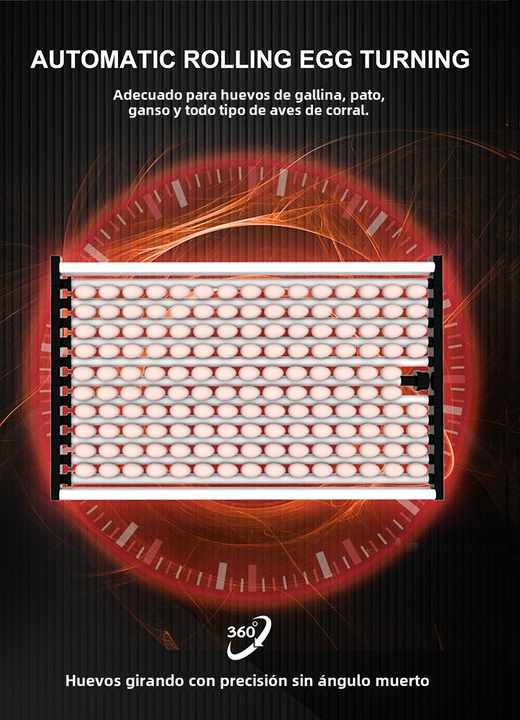 AUTOMATIC ROLLING EGG TURNING
Adecuado para huevos de gallina, pato,
ganso y todo tipo de aves de corral.
360°
Huevos girando con precisión sin ángulo muerto